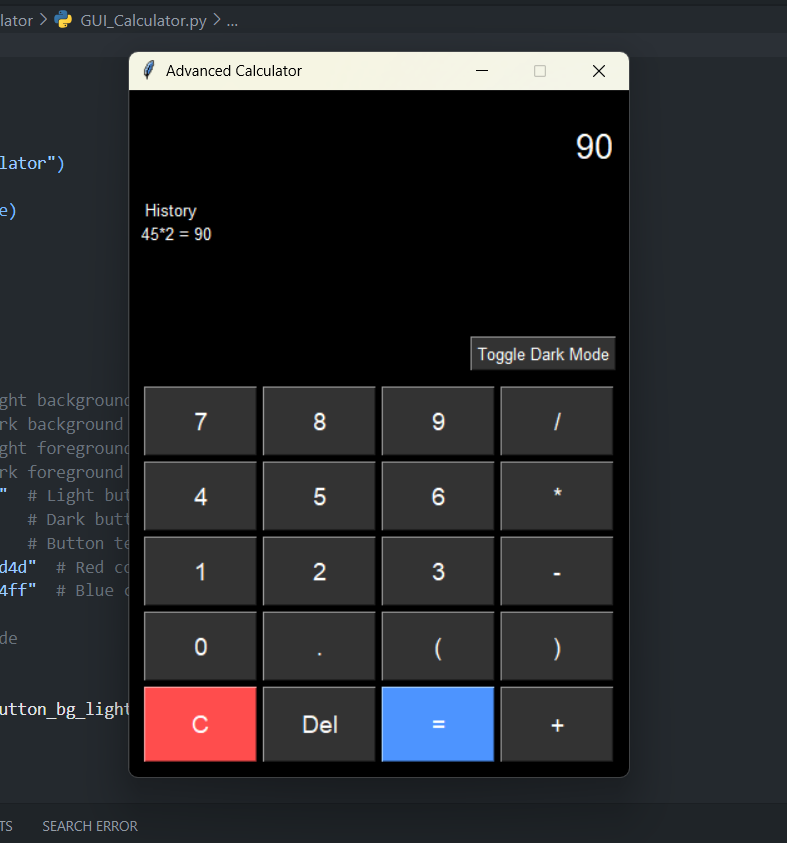 lator > GUI_Calculator.py > ...
Advanced Calculator
90
lator")
e)
History
45*2 = 90
Toggle Dark Mode
ght background
rk background
ght foreground
rk foreground
" # Light but
# Dark butt
# Button te
d4d" # Red co
4ff" # Blue c
de
utton_bg_light
7 8 9 /
4 5 6 *
1 2 3 -
0 . ( )
C Del = +
TS SEARCH ERROR